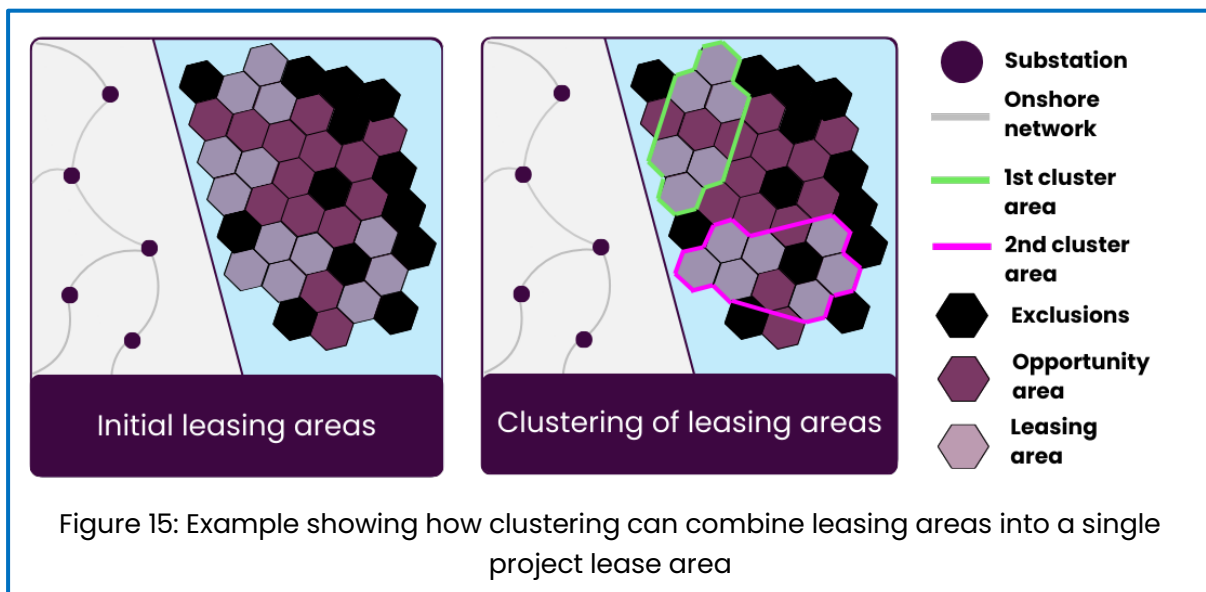 Initial leasing areas
Clustering of leasing areas
Substation
Onshore
network
1st cluster
area
2nd cluster
area
Exclusions
Opportunity
area
Leasing
area
Figure 15: Example showing how clustering can combine leasing areas into a single
project lease area